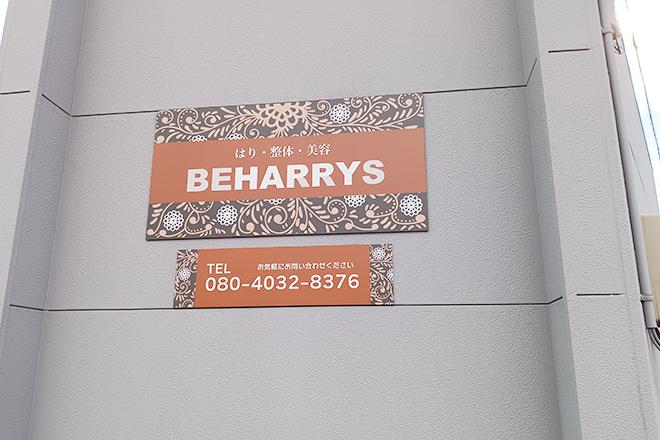 はり・整体・美容
BEHARRYS
TEL
お気軽にお問い合わせください
080-4032-8376